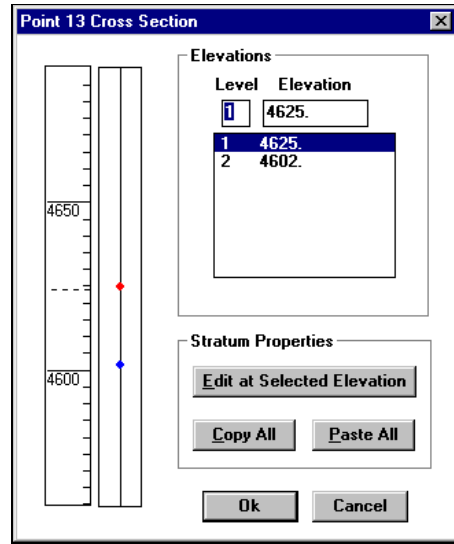 Point 13 Cross Section
4650
4600
Elevations
Level Elevation
1 4625.
1 4625.
2 4602.
Stratum Properties
Edit at Selected Elevation
Copy All Paste All
Ok Cancel